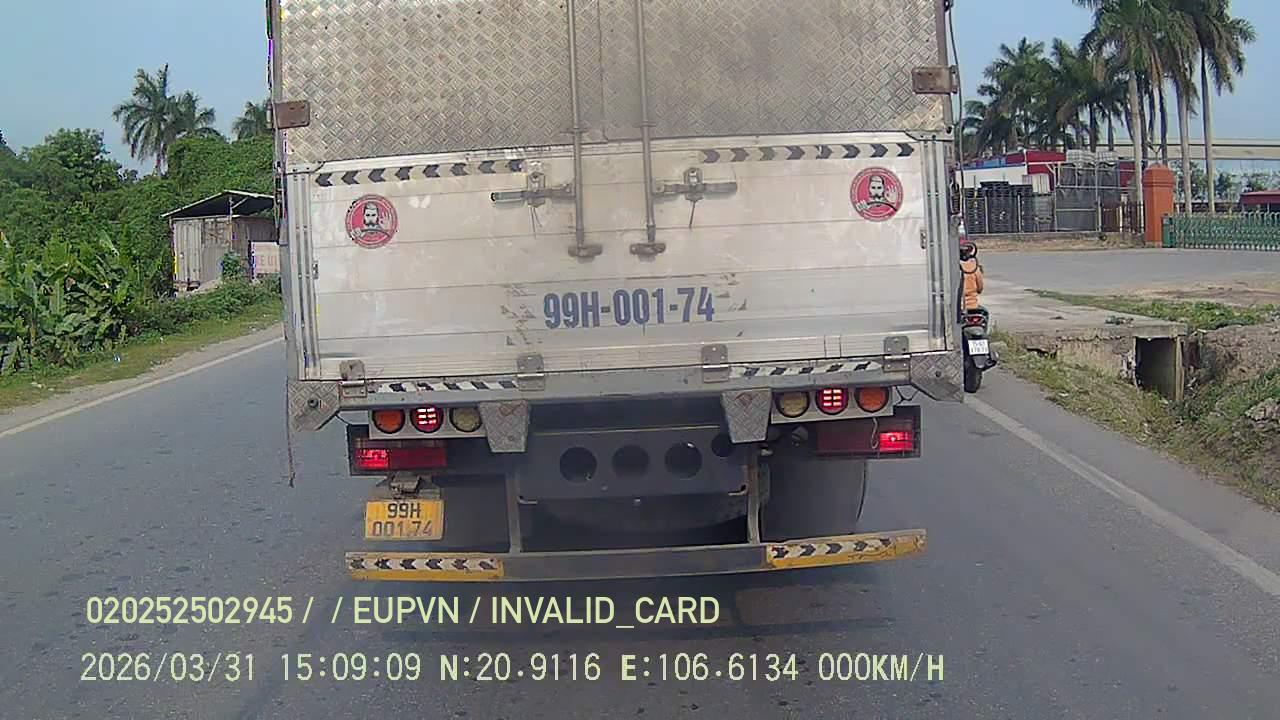 99H-001-74
99H
001.74
020252502945 / / EUPVN / INVALID_CARD
2026/03/31 15:09:09 N:20.9116 E:106.6134 000KM/H